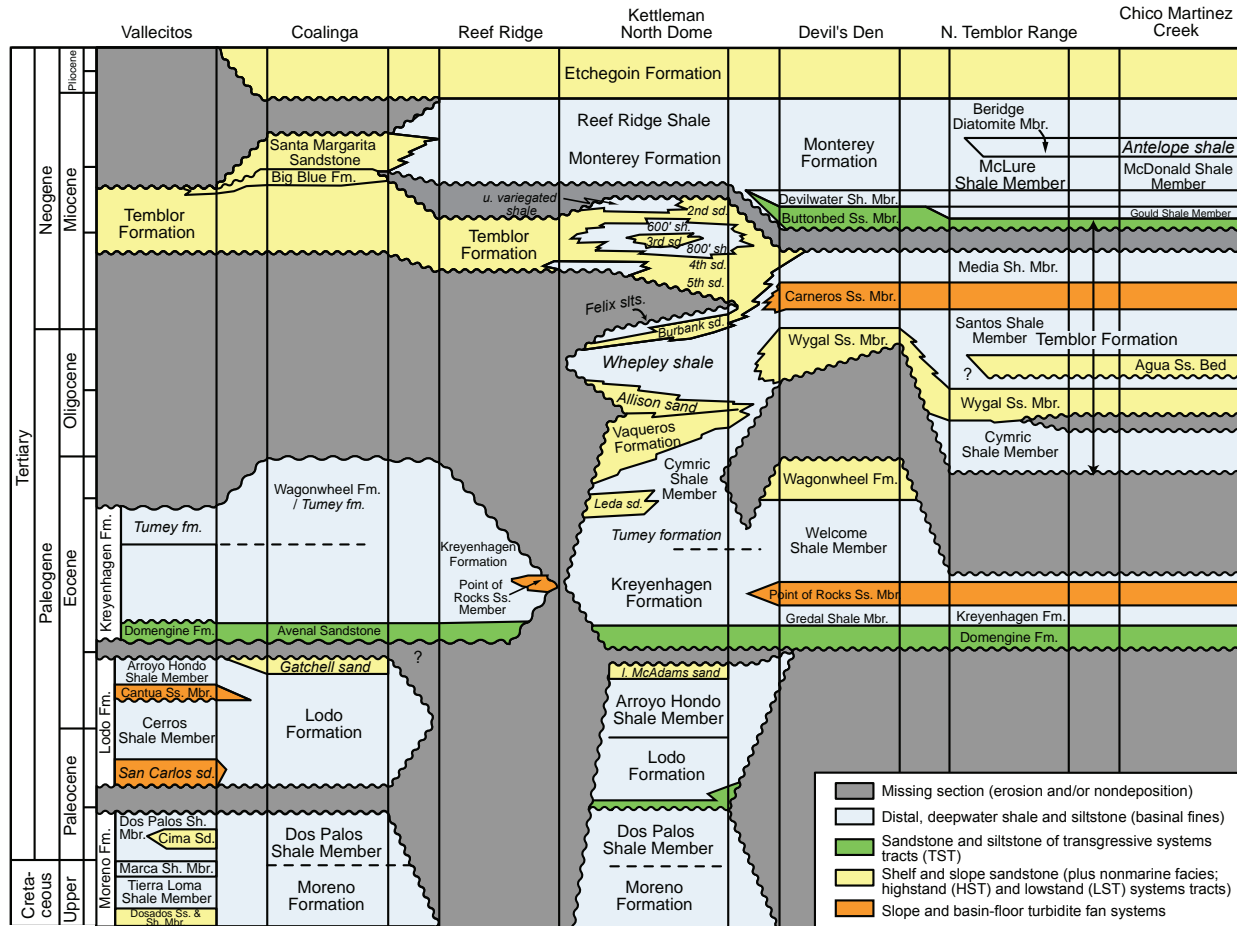 Vallecitos
Coalinga
Reef Ridge
Kettleman
North Dome
Devil's Den
N. Temblor Range
Chico Martinez
Creek
Tertiary
Creta-
ceous
Neogene
Paleogene
Upper
Pliocene
Miocene
Oligocene
Eocene
Paleocene
Kreyenhagen Fm.
Lodo Fm.
Moreno Fm.
Etchegoin Formation
Reef Ridge Shale
Monterey Formation
Santa Margarita
Sandstone
Big Blue Fm.
Temblor
Formation
Temblor
Formation
u. variegated
shale
2nd sd.
600' sh.
3rd sd.
800' sh.
4th sd.
5th sd.
Felix slts.
Burbank sd.
Whepley shale
Allison sand
Vaqueros
Formation
Cymric
Shale
Member
Leda sd.
Tumey formation
Kreyenhagen
Formation
Monterey
Formation
Devilwater Sh. Mbr.
Buttonbed Ss. Mbr.
Carneros Ss. Mbr.
Wygal Ss. Mbr.
Wagonwheel Fm.
Welcome
Shale Member
Point of Rocks Ss. Mbr.
Gredal Shale Mbr.
Beridge
Diatomite Mbr.
Antelope shale
McLure
Shale Member
McDonald Shale
Member
Gould Shale Member
Media Sh. Mbr.
Santos Shale
Member
Temblor Formation
?
Agua Ss. Bed
Wygal Ss. Mbr.
Cymric
Shale Member
Kreyenhagen Fm.
Domengine Fm.
Tumey fm.
Wagonwheel Fm.
/ Tumey fm.
Kreyenhagen
Formation
Point of
Rocks Ss.
Member
Domengine Fm.
Avenal Sandstone
Arroyo Hondo
Shale Member
Cantua Ss. Mbr.
Cerros
Shale Member
San Carlos sd.
Gatchell sand
?
Lodo
Formation
l. McAdams sand
Arroyo Hondo
Shale Member
Lodo
Formation
Dos Palos Sh.
Mbr.
Cima Sd.
Marca Sh. Mbr.
Tierra Loma
Shale Member
Dosados Ss. &
Sh. Mbr.
Dos Palos
Shale Member
Moreno
Formation
Dos Palos
Shale Member
Moreno
Formation
Missing section (erosion and/or nondeposition)
Distal, deepwater shale and siltstone (basinal fines)
Sandstone and siltstone of transgressive systems
tracts (TST)
Shelf and slope sandstone (plus nonmarine facies;
highstand (HST) and lowstand (LST) systems tracts)
Slope and basin-floor turbidite fan systems